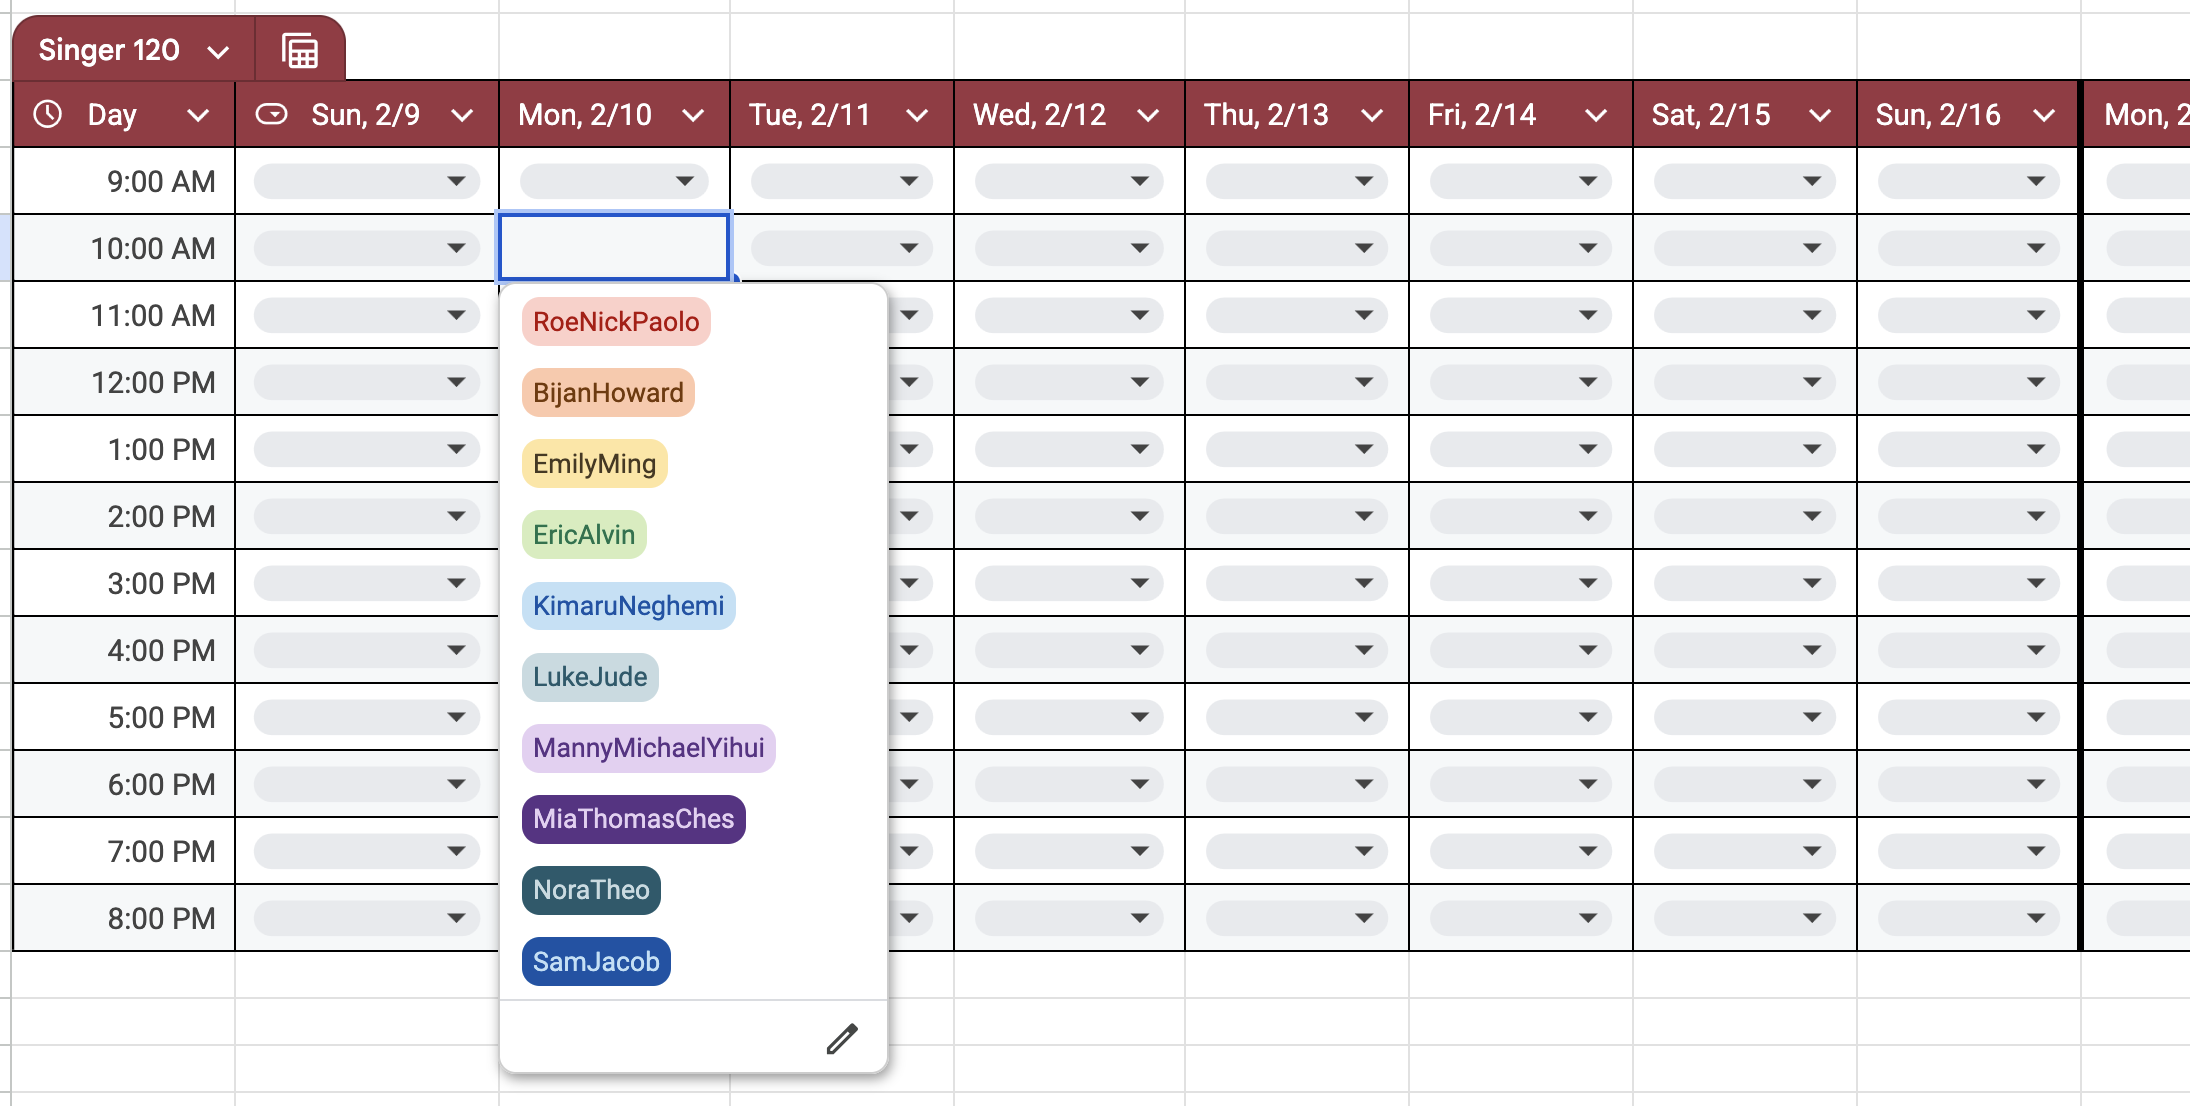 Singer 120
Day Sun, 2/9 Mon, 2/10 Tue, 2/11 Wed, 2/12 Thu, 2/13 Fri, 2/14 Sat, 2/15 Sun, 2/16 Mon, 2
9:00 AM
10:00 AM
11:00 AM
RoeNickPaolo
12:00 PM
BijanHoward
1:00 PM
EmilyMing
2:00 PM
EricAlvin
3:00 PM
KimaruNeghemi
4:00 PM
LukeJude
5:00 PM
MannyMichaelYihui
6:00 PM
MiaThomasChes
7:00 PM
NoraTheo
8:00 PM
SamJacob